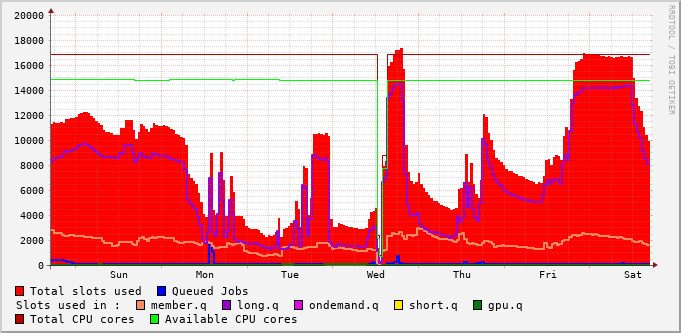 20000
18000
16000
14000
12000
10000
8000
6000
4000
2000
0
Sun Mon Tue Wed Thu Fri Sat
RRDTOOL / TOBI OETIKER
Total slots used Queued Jobs
Slots used in : member.q long.q ondemand.q short.q gpu.q
Total CPU cores Available CPU cores